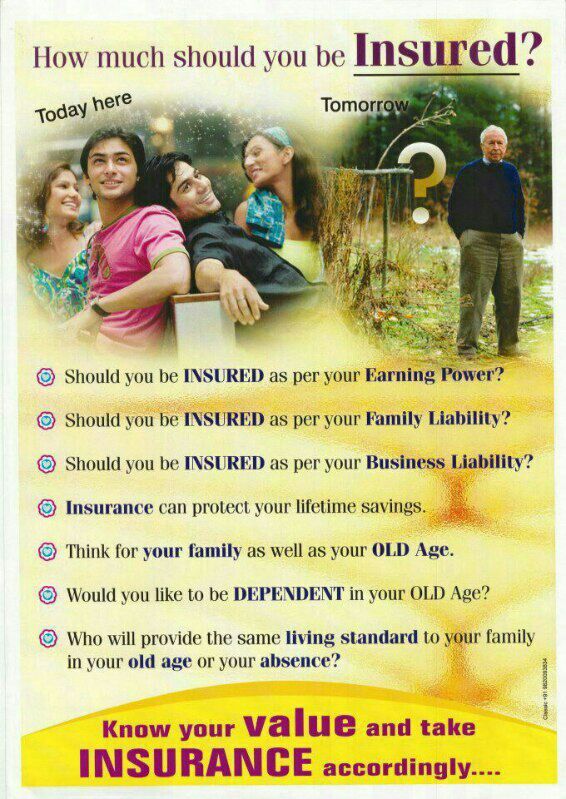 How much should you be Insured?
Today here
Tomorrow
?
Should you be INSURED as per your Earning Power?
Should you be INSURED as per your Family Liability?
Should you be INSURED as per your Business Liability?
Insurance can protect your lifetime savings.
Think for your family as well as your OLD Age.
Would you like to be DEPENDENT in your OLD Age?
Who will provide the same living standard to your family
in your old age or your absence?
Know your value and take
INSURANCE accordingly....